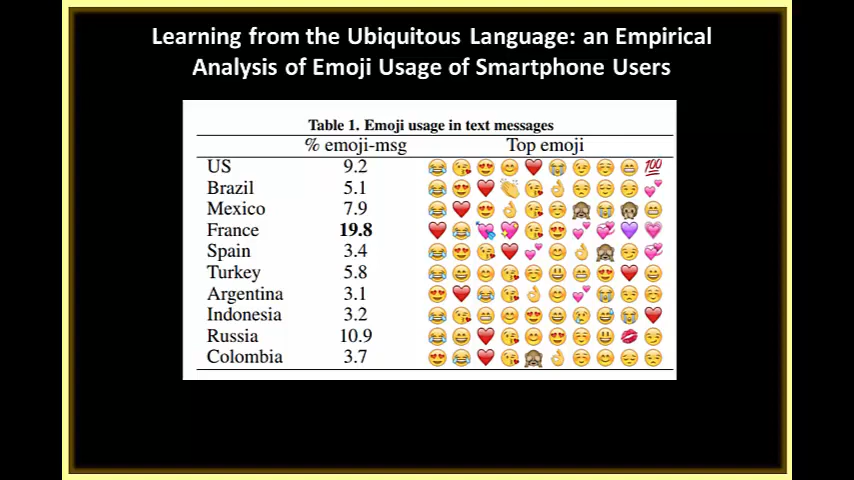 Learning from the Ubiquitous Language: an Empirical
Analysis of Emoji Usage of Smartphone Users
Table 1. Emoji usage in text messages
% emoji-msg Top emoji
US 9.2 😂 😘 😍 😊 ❤️ 😭 😉 ☺️ 😁 💯
Brazil 5.1 😂 😍 ❤️ 👏 😘 👌 😒 😔 😏 💕
Mexico 7.9 😂 ❤️ 😍 👌 😘 ☺️ 🙈 😭 🙊 😁
France 19.8 ❤️ 😂 💘 💖 😘 😍 💕 💞 💜 💗
Spain 3.4 😂 😍 😘 ❤️ 💕 😊 👌 🙈 😏 💞
Turkey 5.8 😂 😄 😊 😘 ☺️ 😃 😁 😍 ❤️ 😄
Argentina 3.1 😍 ❤️ 😂 😘 👌 😊 💕 😭 😏 ☺️
Indonesia 3.2 😂 😘 😁 😊 😍 😄 😢 😅 😭 ❤️
Russia 10.9 😂 😄 ❤️ 😘 😊 😍 ☺️ 😃 💋 😏
Colombia 3.7 😍 😂 ❤️ 😘 🙈 👌 ☺️ 😊 😔 😏